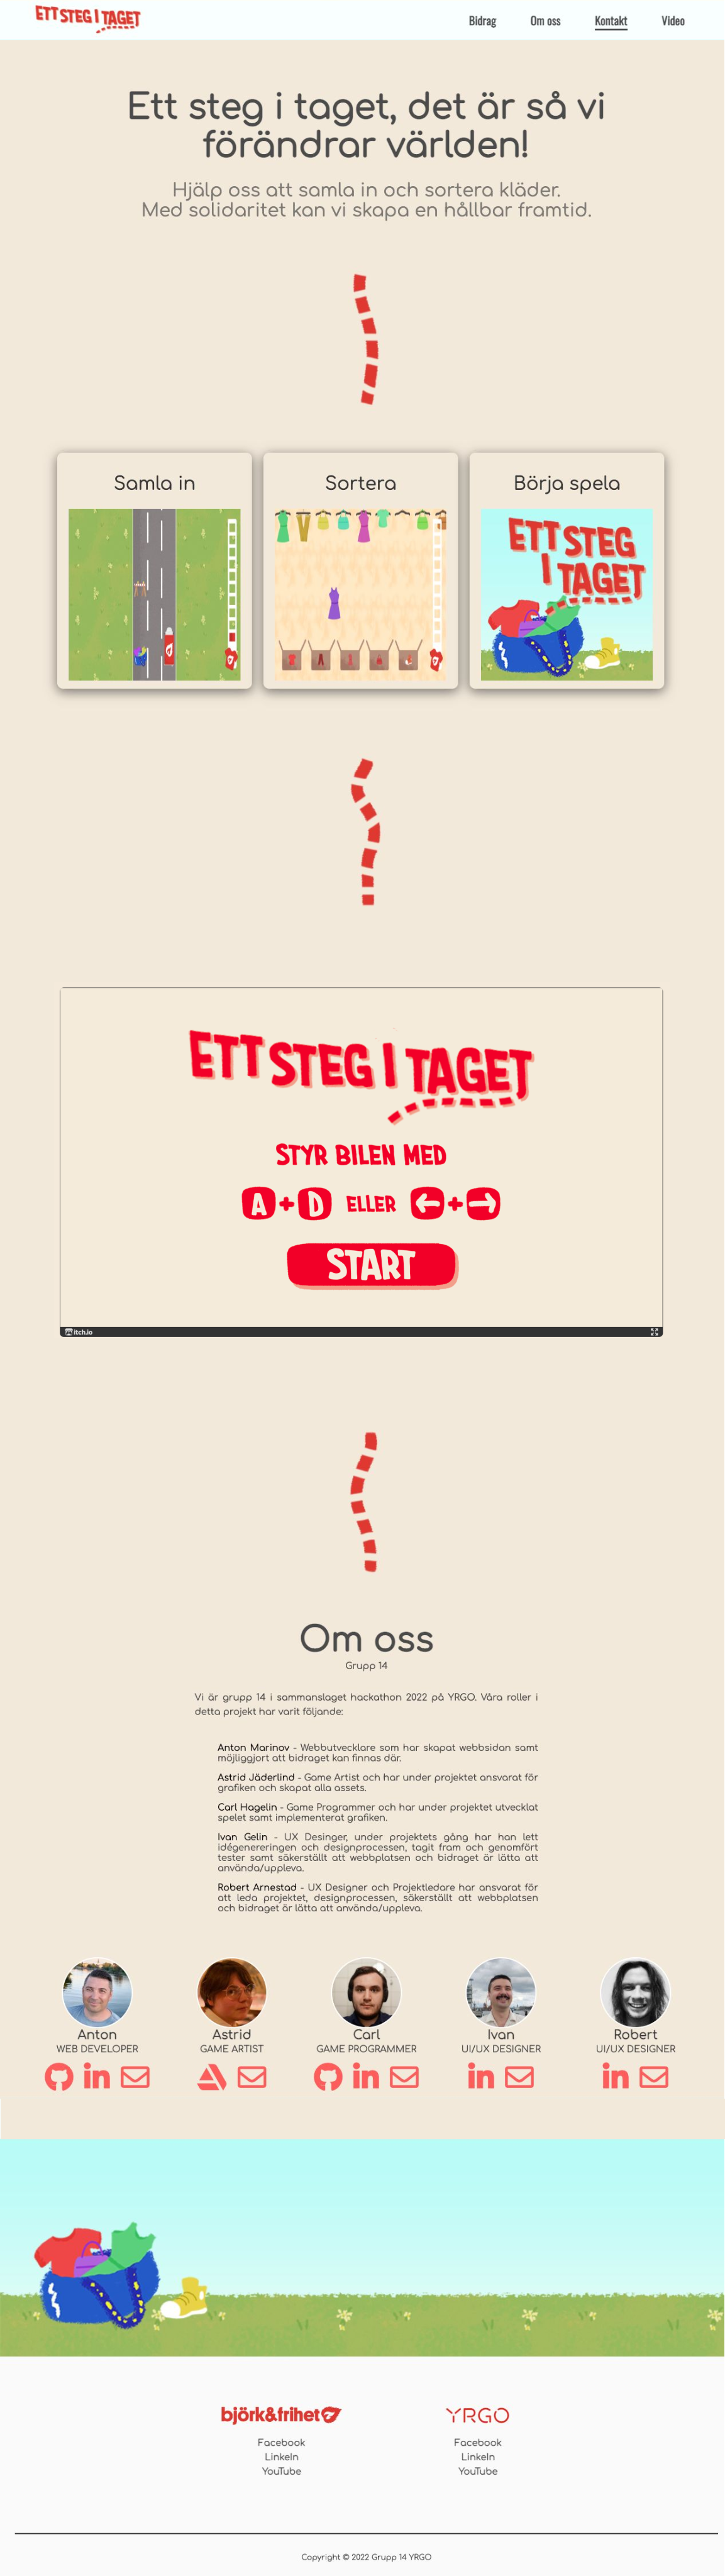 ETT STEG I TAGET
Bidrag
Om oss
Kontakt
Video
Ett steg i taget, det är så vi
förändrar världen!
Hjälp oss att samla in och sortera kläder.
Med solidaritet kan vi skapa en hållbar framtid.
Samla in
Sortera
Börja spela
ETT STEG
I TAGET
ETT STEG I TAGET
STYR BILEN MED
A + D ELLER ← + →
START
itch.io
Om oss
Grupp 14
Vi är grupp 14 i sammanslaget hackathon 2022 på YRGO. Våra roller i
detta projekt har varit följande:
Anton Marinov - Webbutvecklare som har skapat webbsidan samt
möjliggjort att bidraget kan finnas där.
Astrid Jäderlind - Game Artist och har under projektet ansvarat för
grafiken och skapat alla assets.
Carl Hagelin - Game Programmer och har under projektet utvecklat
spelet samt implementerat grafiken.
Ivan Gelin - UX Desinger, under projektets gång har han lett
idégenereringen och designprocessen, tagit fram och genomfört
tester samt säkerställt att webbplatsen och bidraget är lätta att
använda/uppleva.
Robert Arnestad - UX Designer och Projektledare har ansvarat för
att leda projektet, designprocessen, säkerställt att webbplatsen
och bidraget är lätta att använda/uppleva.
Anton
WEB DEVELOPER
Astrid
GAME ARTIST
Carl
GAME PROGRAMMER
Ivan
UI/UX DESIGNER
Robert
UI/UX DESIGNER
björk&frihet
Facebook
LinkeIn
YouTube
YRGO
Facebook
LinkeIn
YouTube
Copyright © 2022 Grupp 14 YRGO